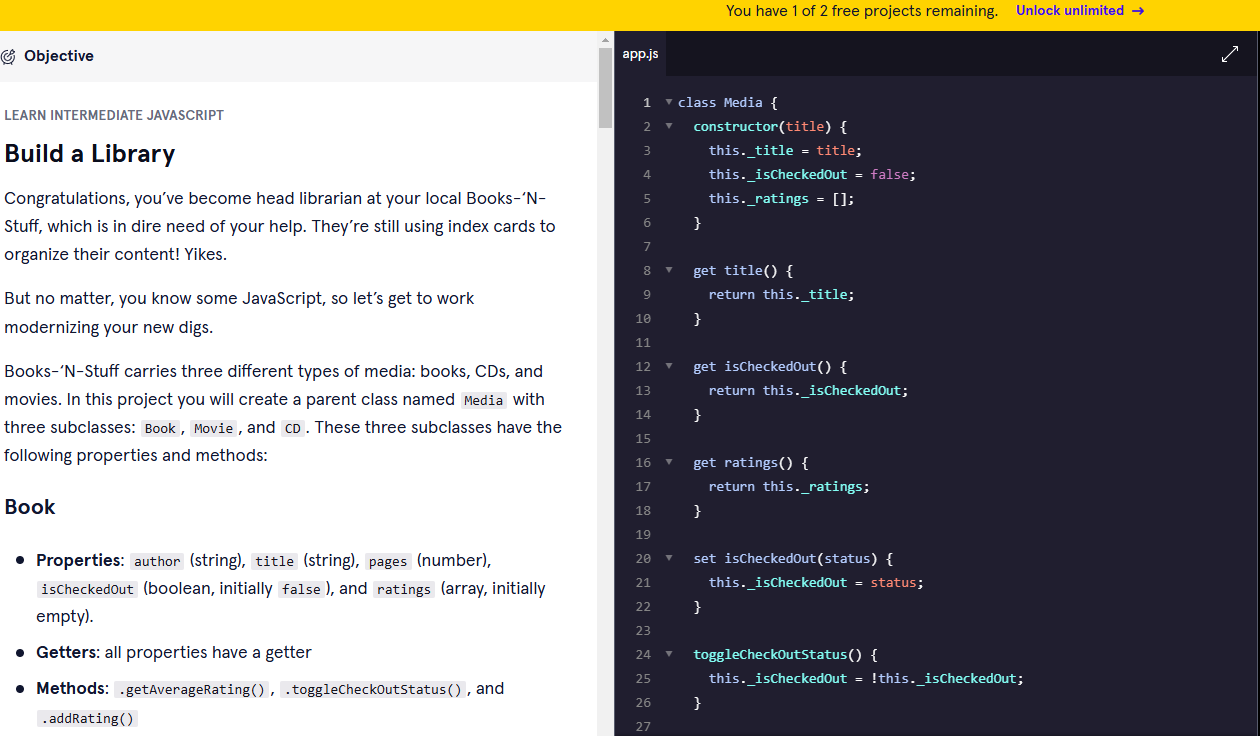 You have 1 of 2 free projects remaining. Unlock unlimited →
Objective
LEARN INTERMEDIATE JAVASCRIPT
Build a Library
Congratulations, you’ve become head librarian at your local Books-‘N-
Stuff, which is in dire need of your help. They’re still using index cards to
organize their content! Yikes.
But no matter, you know some JavaScript, so let’s get to work
modernizing your new digs.
Books-‘N-Stuff carries three different types of media: books, CDs, and
movies. In this project you will create a parent class named Media with
three subclasses: Book, Movie, and CD. These three subclasses have the
following properties and methods:
Book
• Properties: author (string), title (string), pages (number),
isCheckedOut (boolean, initially false), and ratings (array, initially
empty).
• Getters: all properties have a getter
• Methods: .getAverageRating(), .toggleCheckOutStatus(), and
.addRating()
app.js
1 class Media {
2 constructor(title) {
3 this._title = title;
4 this._isCheckedOut = false;
5 this._ratings = [];
6 }
7
8 get title() {
9 return this._title;
10 }
11
12 get isCheckedOut() {
13 return this._isCheckedOut;
14 }
15
16 get ratings() {
17 return this._ratings;
18 }
19
20 set isCheckedOut(status) {
21 this._isCheckedOut = status;
22 }
23
24 toggleCheckOutStatus() {
25 this._isCheckedOut = !this._isCheckedOut;
26 }
27